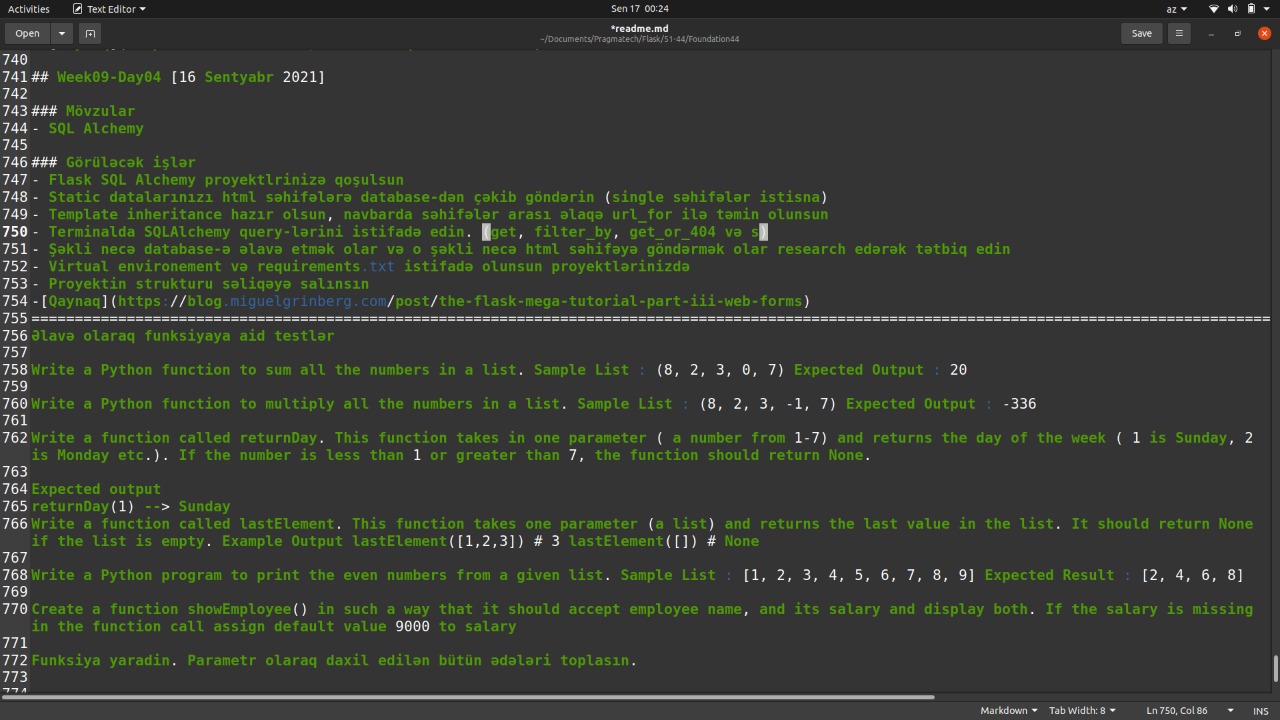 Activities
Text Editor
Sen 17 00:24
az
Open
*readme.md
~/Documents/Pragmatech/Flask/51-44/Foundation44
Save
740
741 ## Week09-Day04 [16 Sentyabr 2021]
742
743 ### Mövzular
744 - SQL Alchemy
745
746 ### Görüləcək işlər
747 - Flask SQL Alchemy proyektlrinizə qoşulsun
748 - Static datalarınızı html səhifələrə database-dən çəkib göndərin (single səhifələr istisna)
749 - Template inheritance hazır olsun, navbarda səhifələr arası əlaqə url_for ilə təmin olunsun
750 - Terminalda SQLAlchemy query-lərini istifadə edin. (get, filter_by, get_or_404 və s)
751 - Şəkli necə database-ə əlavə etmək olar və o şəkli necə html səhifəyə göndərmək olar research edərək tətbiq edin
752 - Virtual environement və requirements.txt istifadə olunsun proyektlərinizdə
753 - Proyektin strukturu səliqəyə salınsın
754 -[Qaynaq](https://blog.miguelgrinberg.com/post/the-flask-mega-tutorial-part-iii-web-forms)
755 ===============================================================================================================================================
756 Əlavə olaraq funksiyaya aid testlər
757
758 Write a Python function to sum all the numbers in a list. Sample List : (8, 2, 3, 0, 7) Expected Output : 20
759
760 Write a Python function to multiply all the numbers in a list. Sample List : (8, 2, 3, -1, 7) Expected Output : -336
761
762 Write a function called returnDay. This function takes in one parameter ( a number from 1-7) and returns the day of the week ( 1 is Sunday, 2
is Monday etc.). If the number is less than 1 or greater than 7, the function should return None.
763
764 Expected output
765 returnDay(1) --> Sunday
766 Write a function called lastElement. This function takes one parameter (a list) and returns the last value in the list. It should return None
if the list is empty. Example Output lastElement([1,2,3]) # 3 lastElement([]) # None
767
768 Write a Python program to print the even numbers from a given list. Sample List : [1, 2, 3, 4, 5, 6, 7, 8, 9] Expected Result : [2, 4, 6, 8]
769
770 Create a function showEmployee() in such a way that it should accept employee name, and its salary and display both. If the salary is missing
in the function call assign default value 9000 to salary
771
772 Funksiya yaradin. Parametr olaraq daxil edilən bütün ədələri toplasın.
773
774
Markdown
Tab Width: 8
Ln 750, Col 86
INS